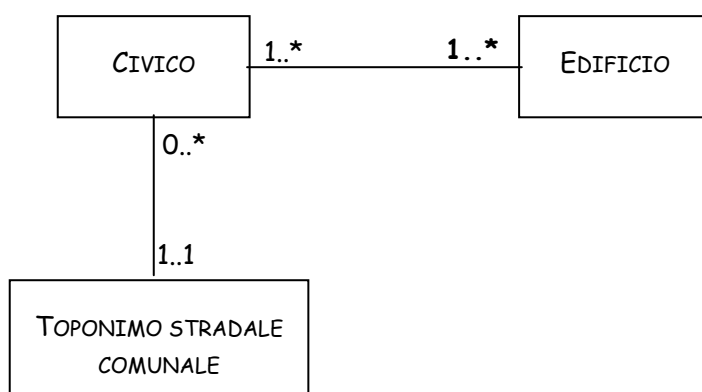 CIVICO
1..*
1..*
EDIFICIO
0..*
1..1
TOPONIMO STRADALE
COMUNALE